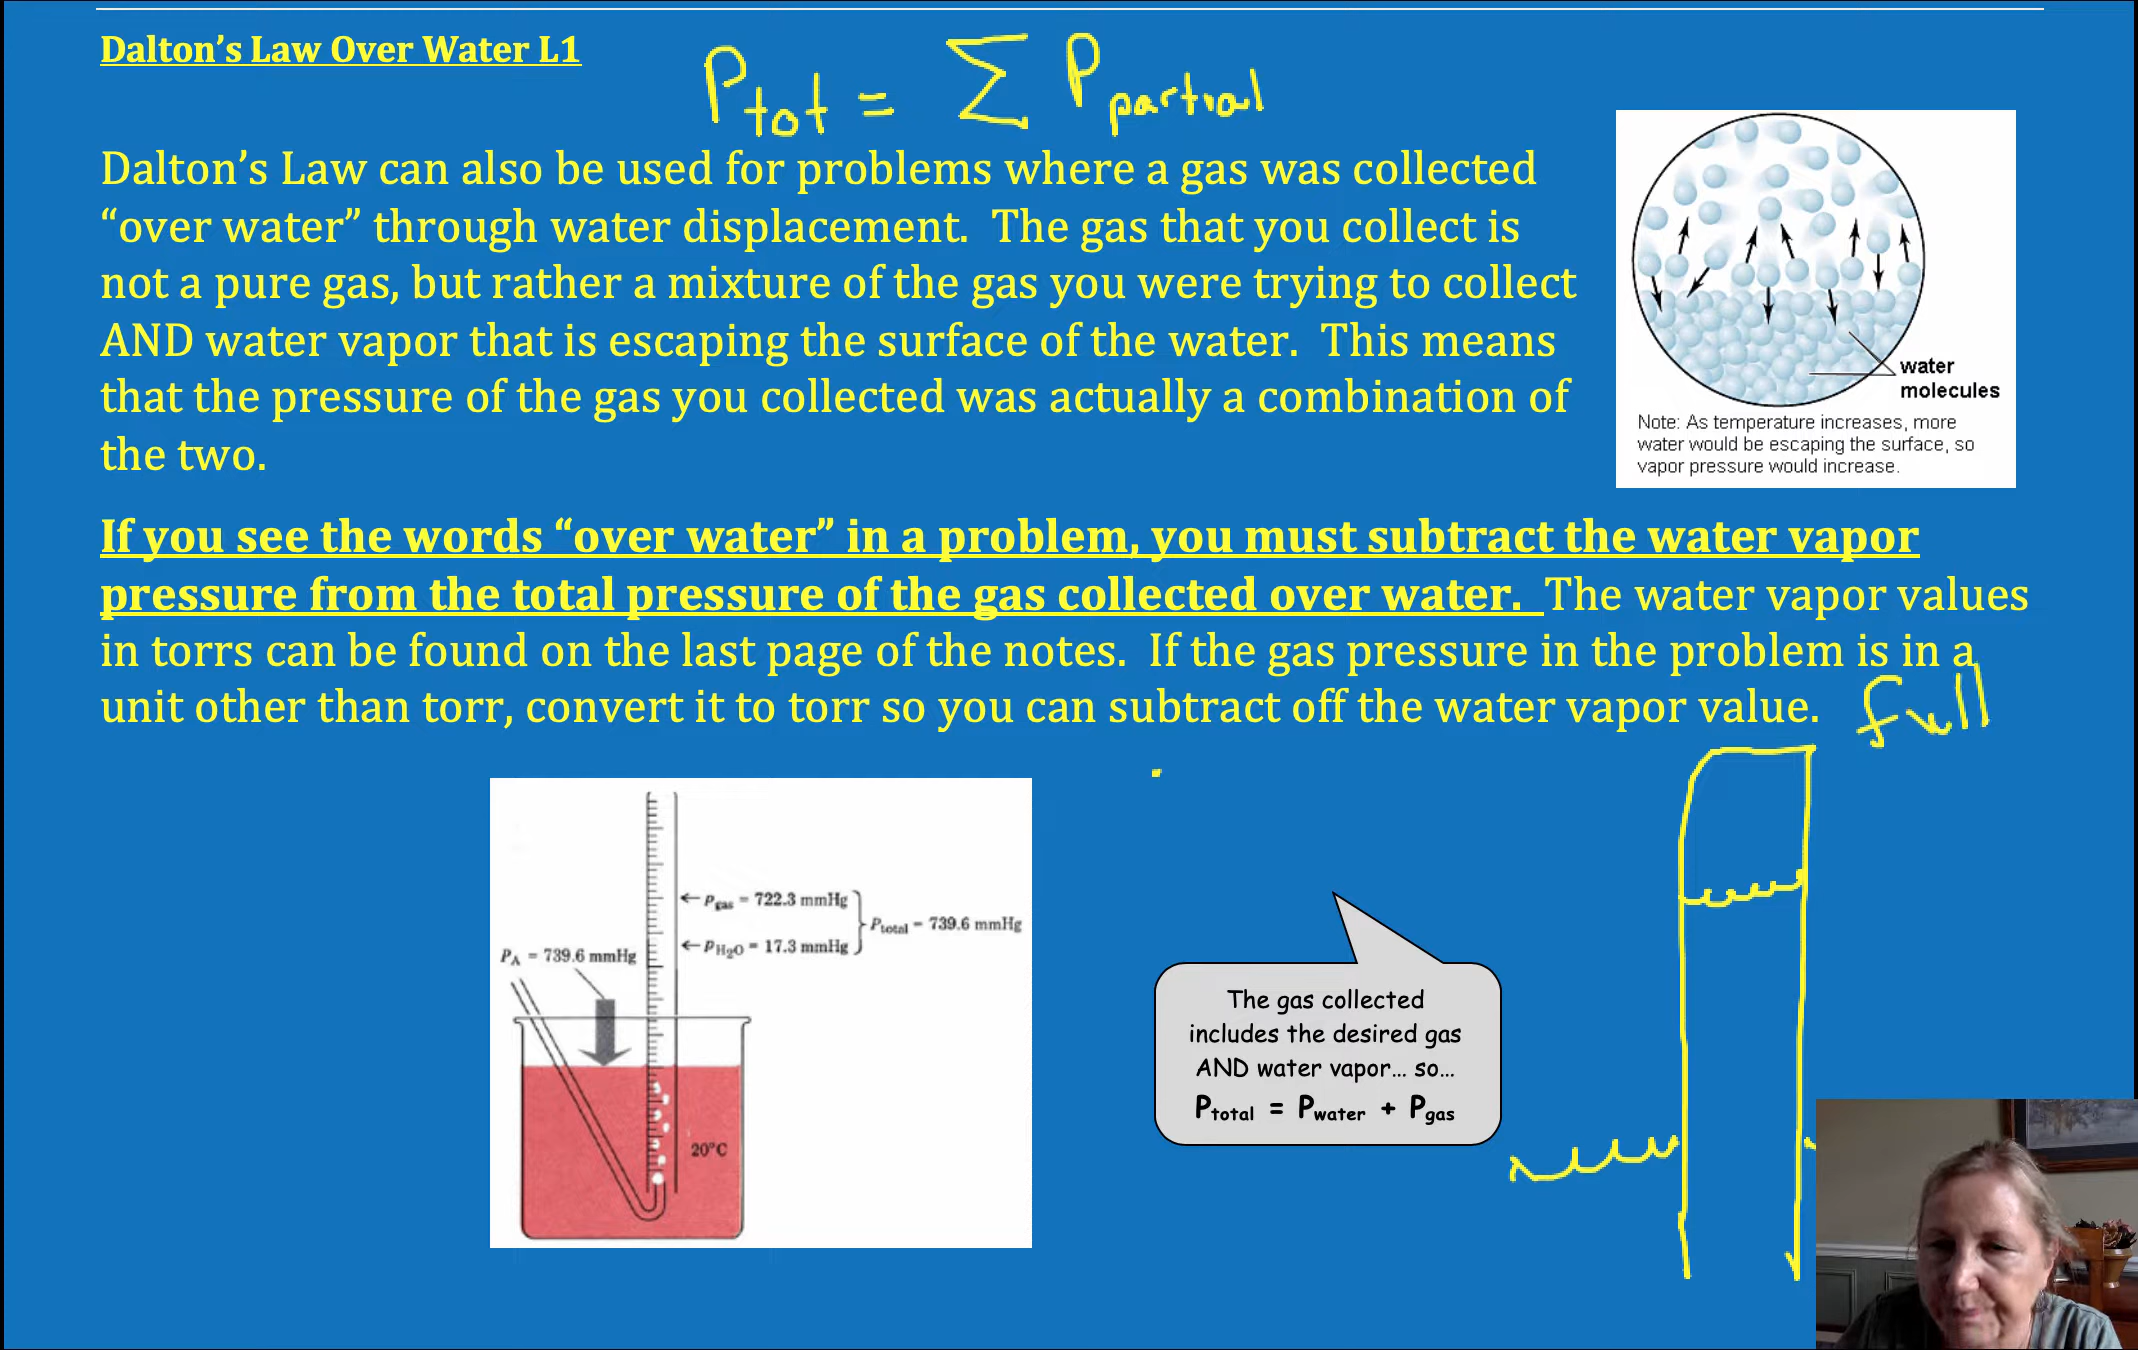 Dalton’s Law Over Water L1
Ptot = Σ Ppartial
Dalton’s Law can also be used for problems where a gas was collected
“over water” through water displacement.  The gas that you collect is
not a pure gas, but rather a mixture of the gas you were trying to collect
AND water vapor that is escaping the surface of the water.  This means
that the pressure of the gas you collected was actually a combination of
the two.
water
molecules
Note: As temperature increases, more
water would be escaping the surface, so
vapor pressure would increase.
If you see the words “over water” in a problem, you must subtract the water vapor
pressure from the total pressure of the gas collected over water.  The water vapor values
in torrs can be found on the last page of the notes.  If the gas pressure in the problem is in a
unit other than torr, convert it to torr so you can subtract off the water vapor value.
full
Pgas = 722.3 mmHg
Ptotal = 739.6 mmHg
PH2O = 17.3 mmHg
PA = 739.6 mmHg
20°C
The gas collected
includes the desired gas
AND water vapor... so...
Ptotal = Pwater + Pgas